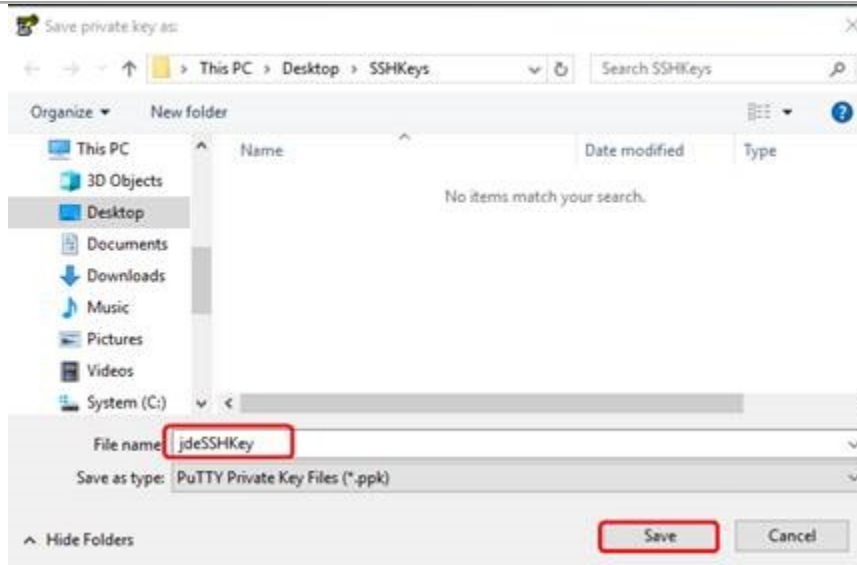 Save private key as:
This PC > Desktop > SSHKeys
Search SSHKeys
Organize
New folder
Name
Date modified
Type
No items match your search.
This PC
3D Objects
Desktop
Documents
Downloads
Music
Pictures
Videos
System (C:)
File name: jdeSSHKey
Save as type: PuTTY Private Key Files (*.ppk)
Hide Folders
Save
Cancel